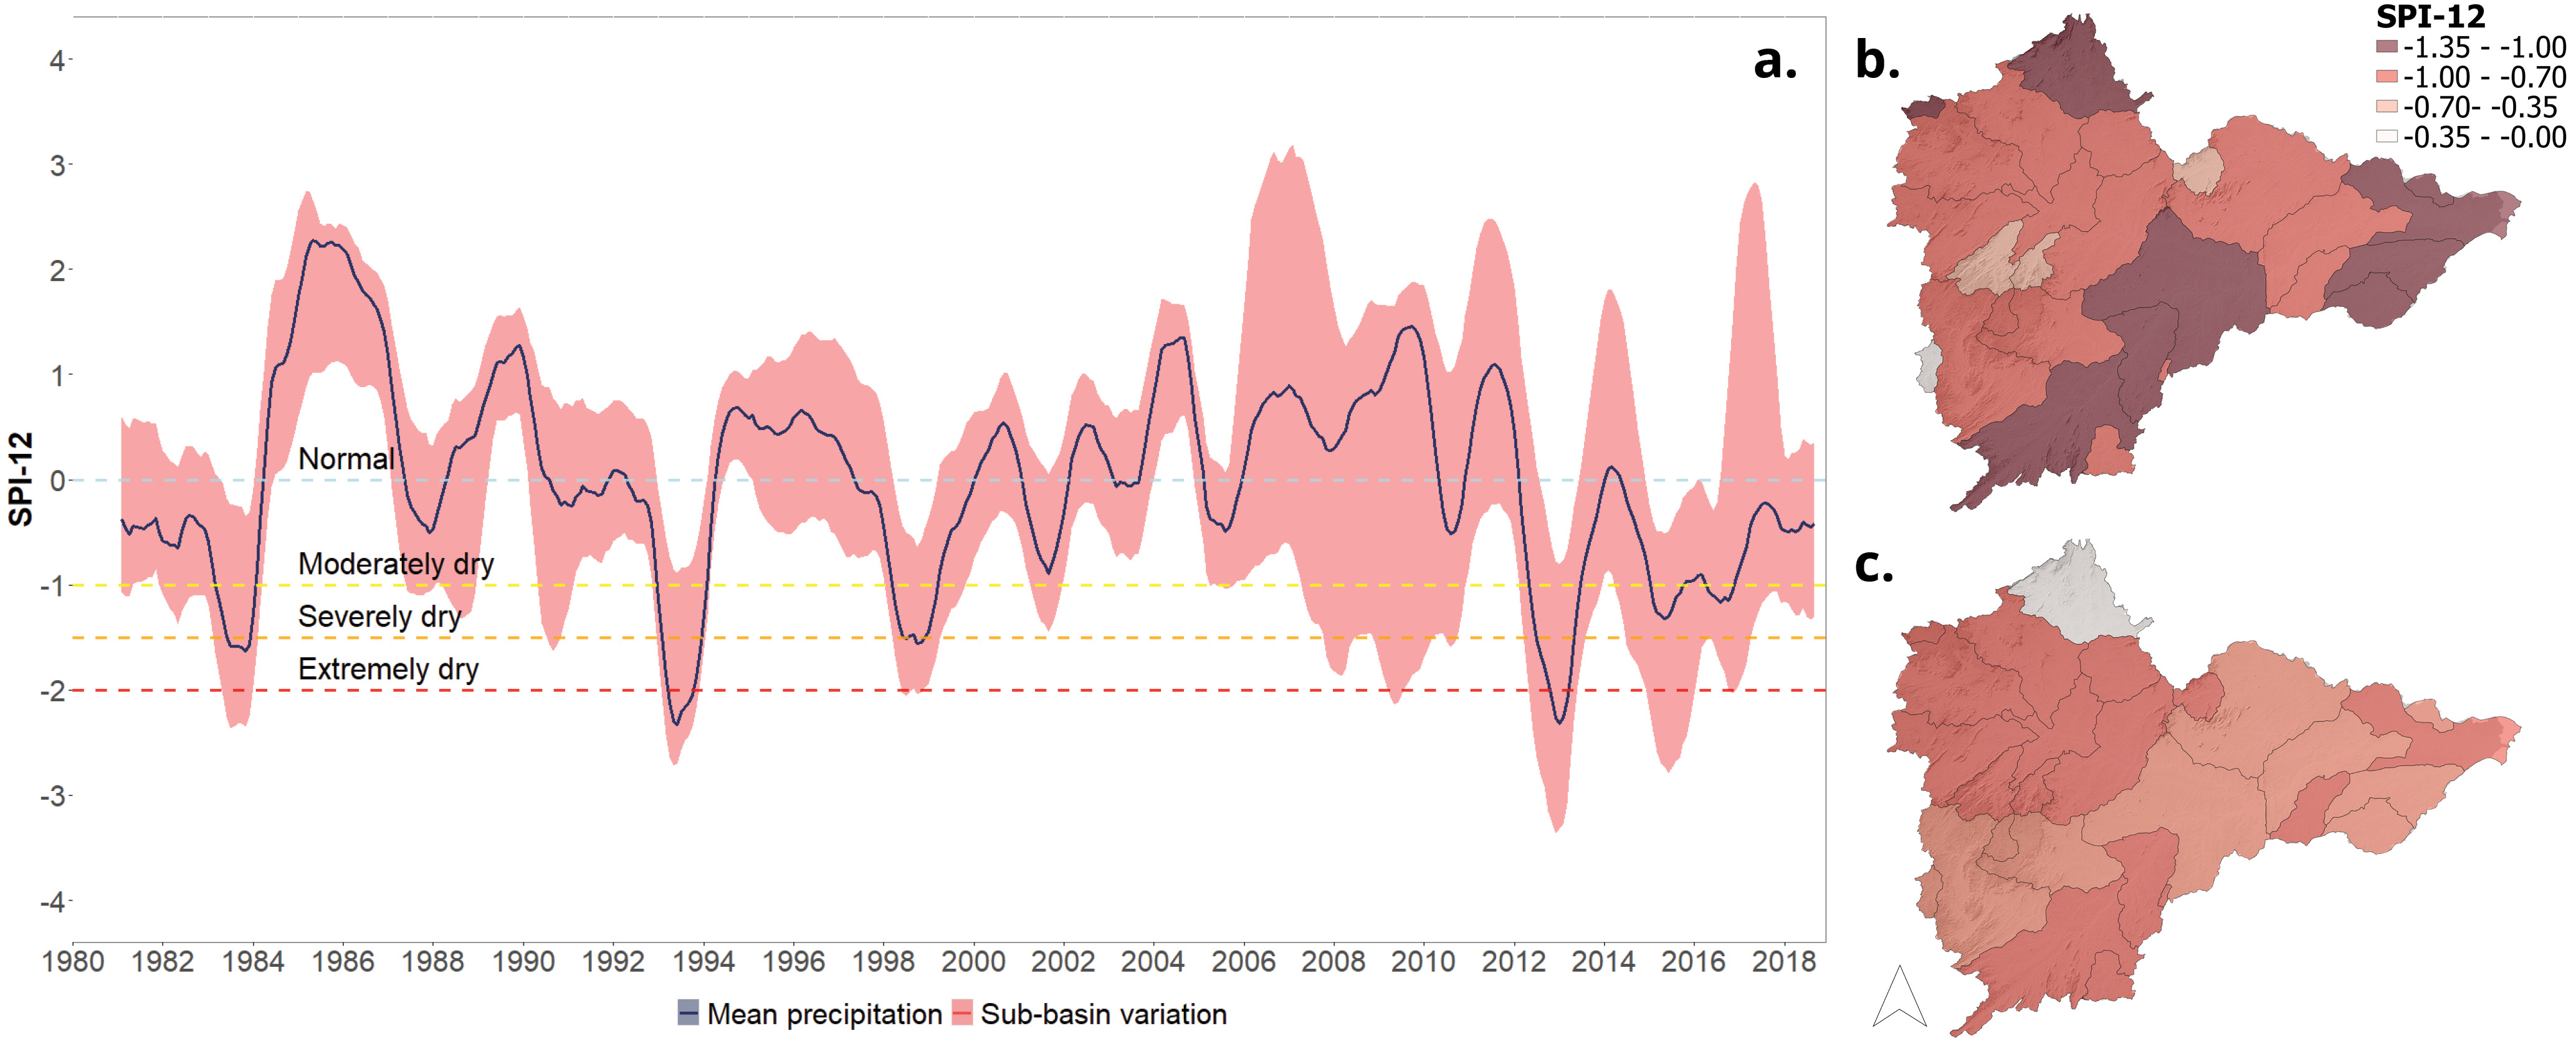 a.
4
3
2
1
0
-1
-2
-3
-4
SPI-12
Normal
Moderately dry
Severely dry
Extremely dry
1980 1982 1984 1986 1988 1990 1992 1994 1996 1998 2000 2002 2004 2006 2008 2010 2012 2014 2016 2018
Mean precipitation Sub-basin variation
b.
SPI-12
-1.35 - -1.00
-1.00 - -0.70
-0.70- -0.35
-0.35 - -0.00
c.